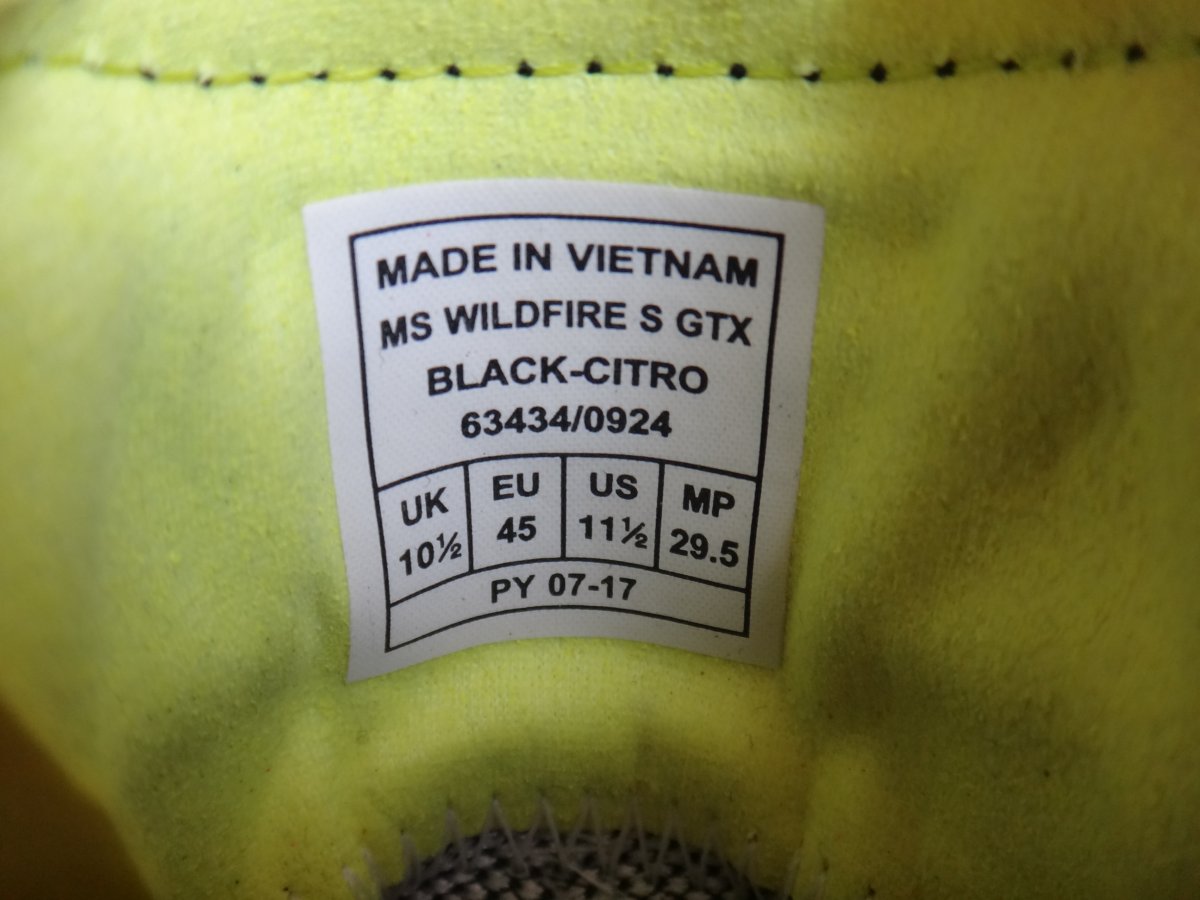 MADE IN VIETNAM
MS WILDFIRE S GTX
BLACK-CITRO
63434/0924
UK EU US MP
10½ 45 11½ 29.5
PY 07-17